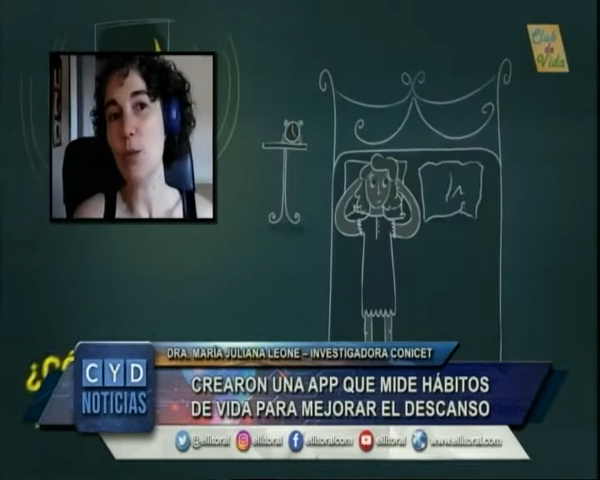 Club
de
Vida
¿Q
DRA. MARÍA JULIANA LEONE – INVESTIGADORA CONICET
CYD
NOTICIAS
CREARON UNA APP QUE MIDE HÁBITOS
DE VIDA PARA MEJORAR EL DESCANSO
@ellitoral ellitoral ellitoral.com ellitoral www.ellitoral.com